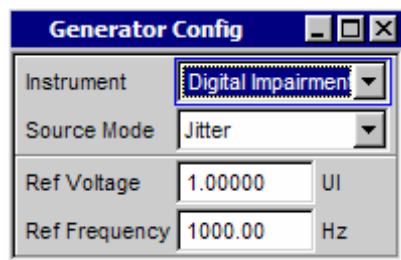 Generator Config
Instrument Digital Impairment
Source Mode Jitter
Ref Voltage 1.00000 UI
Ref Frequency 1000.00 Hz